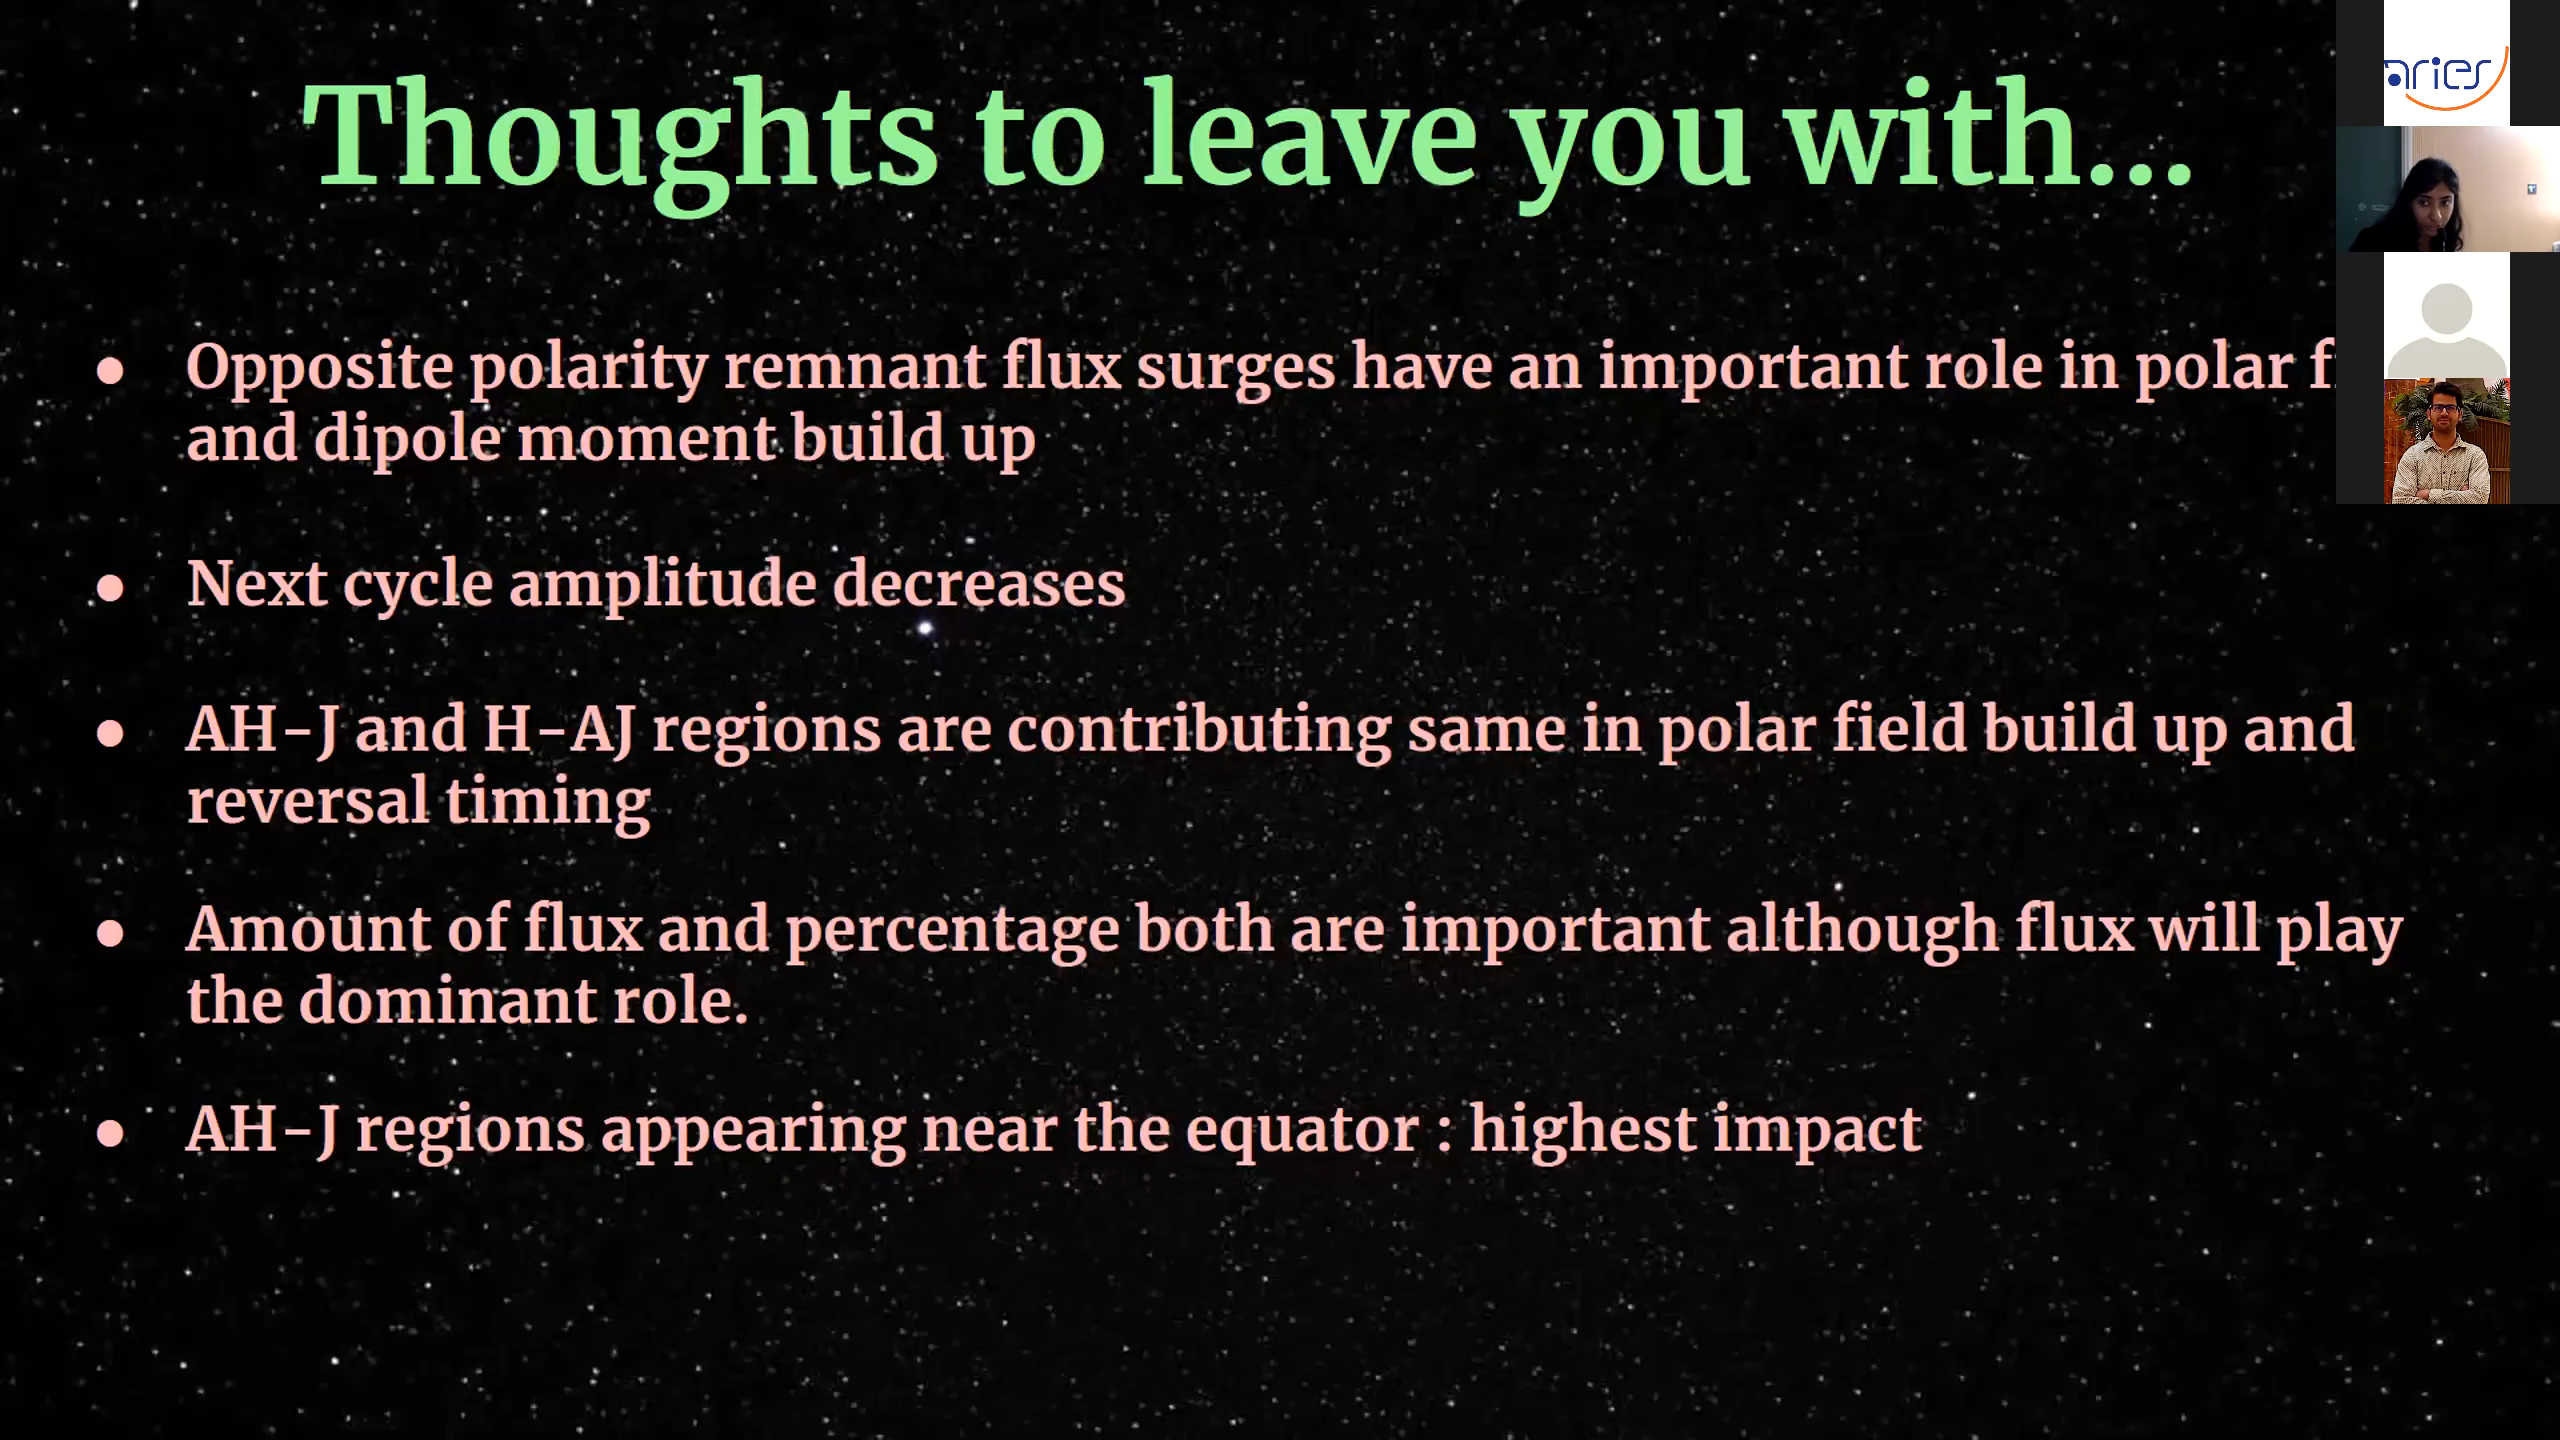 Thoughts to leave you with...
aries
● Opposite polarity remnant flux surges have an important role in polar
and dipole moment build up
● Next cycle amplitude decreases
● AH-J and H-AJ regions are contributing same in polar field build up and
reversal timing
● Amount of flux and percentage both are important although flux will play
the dominant role.
● AH-J regions appearing near the equator : highest impact